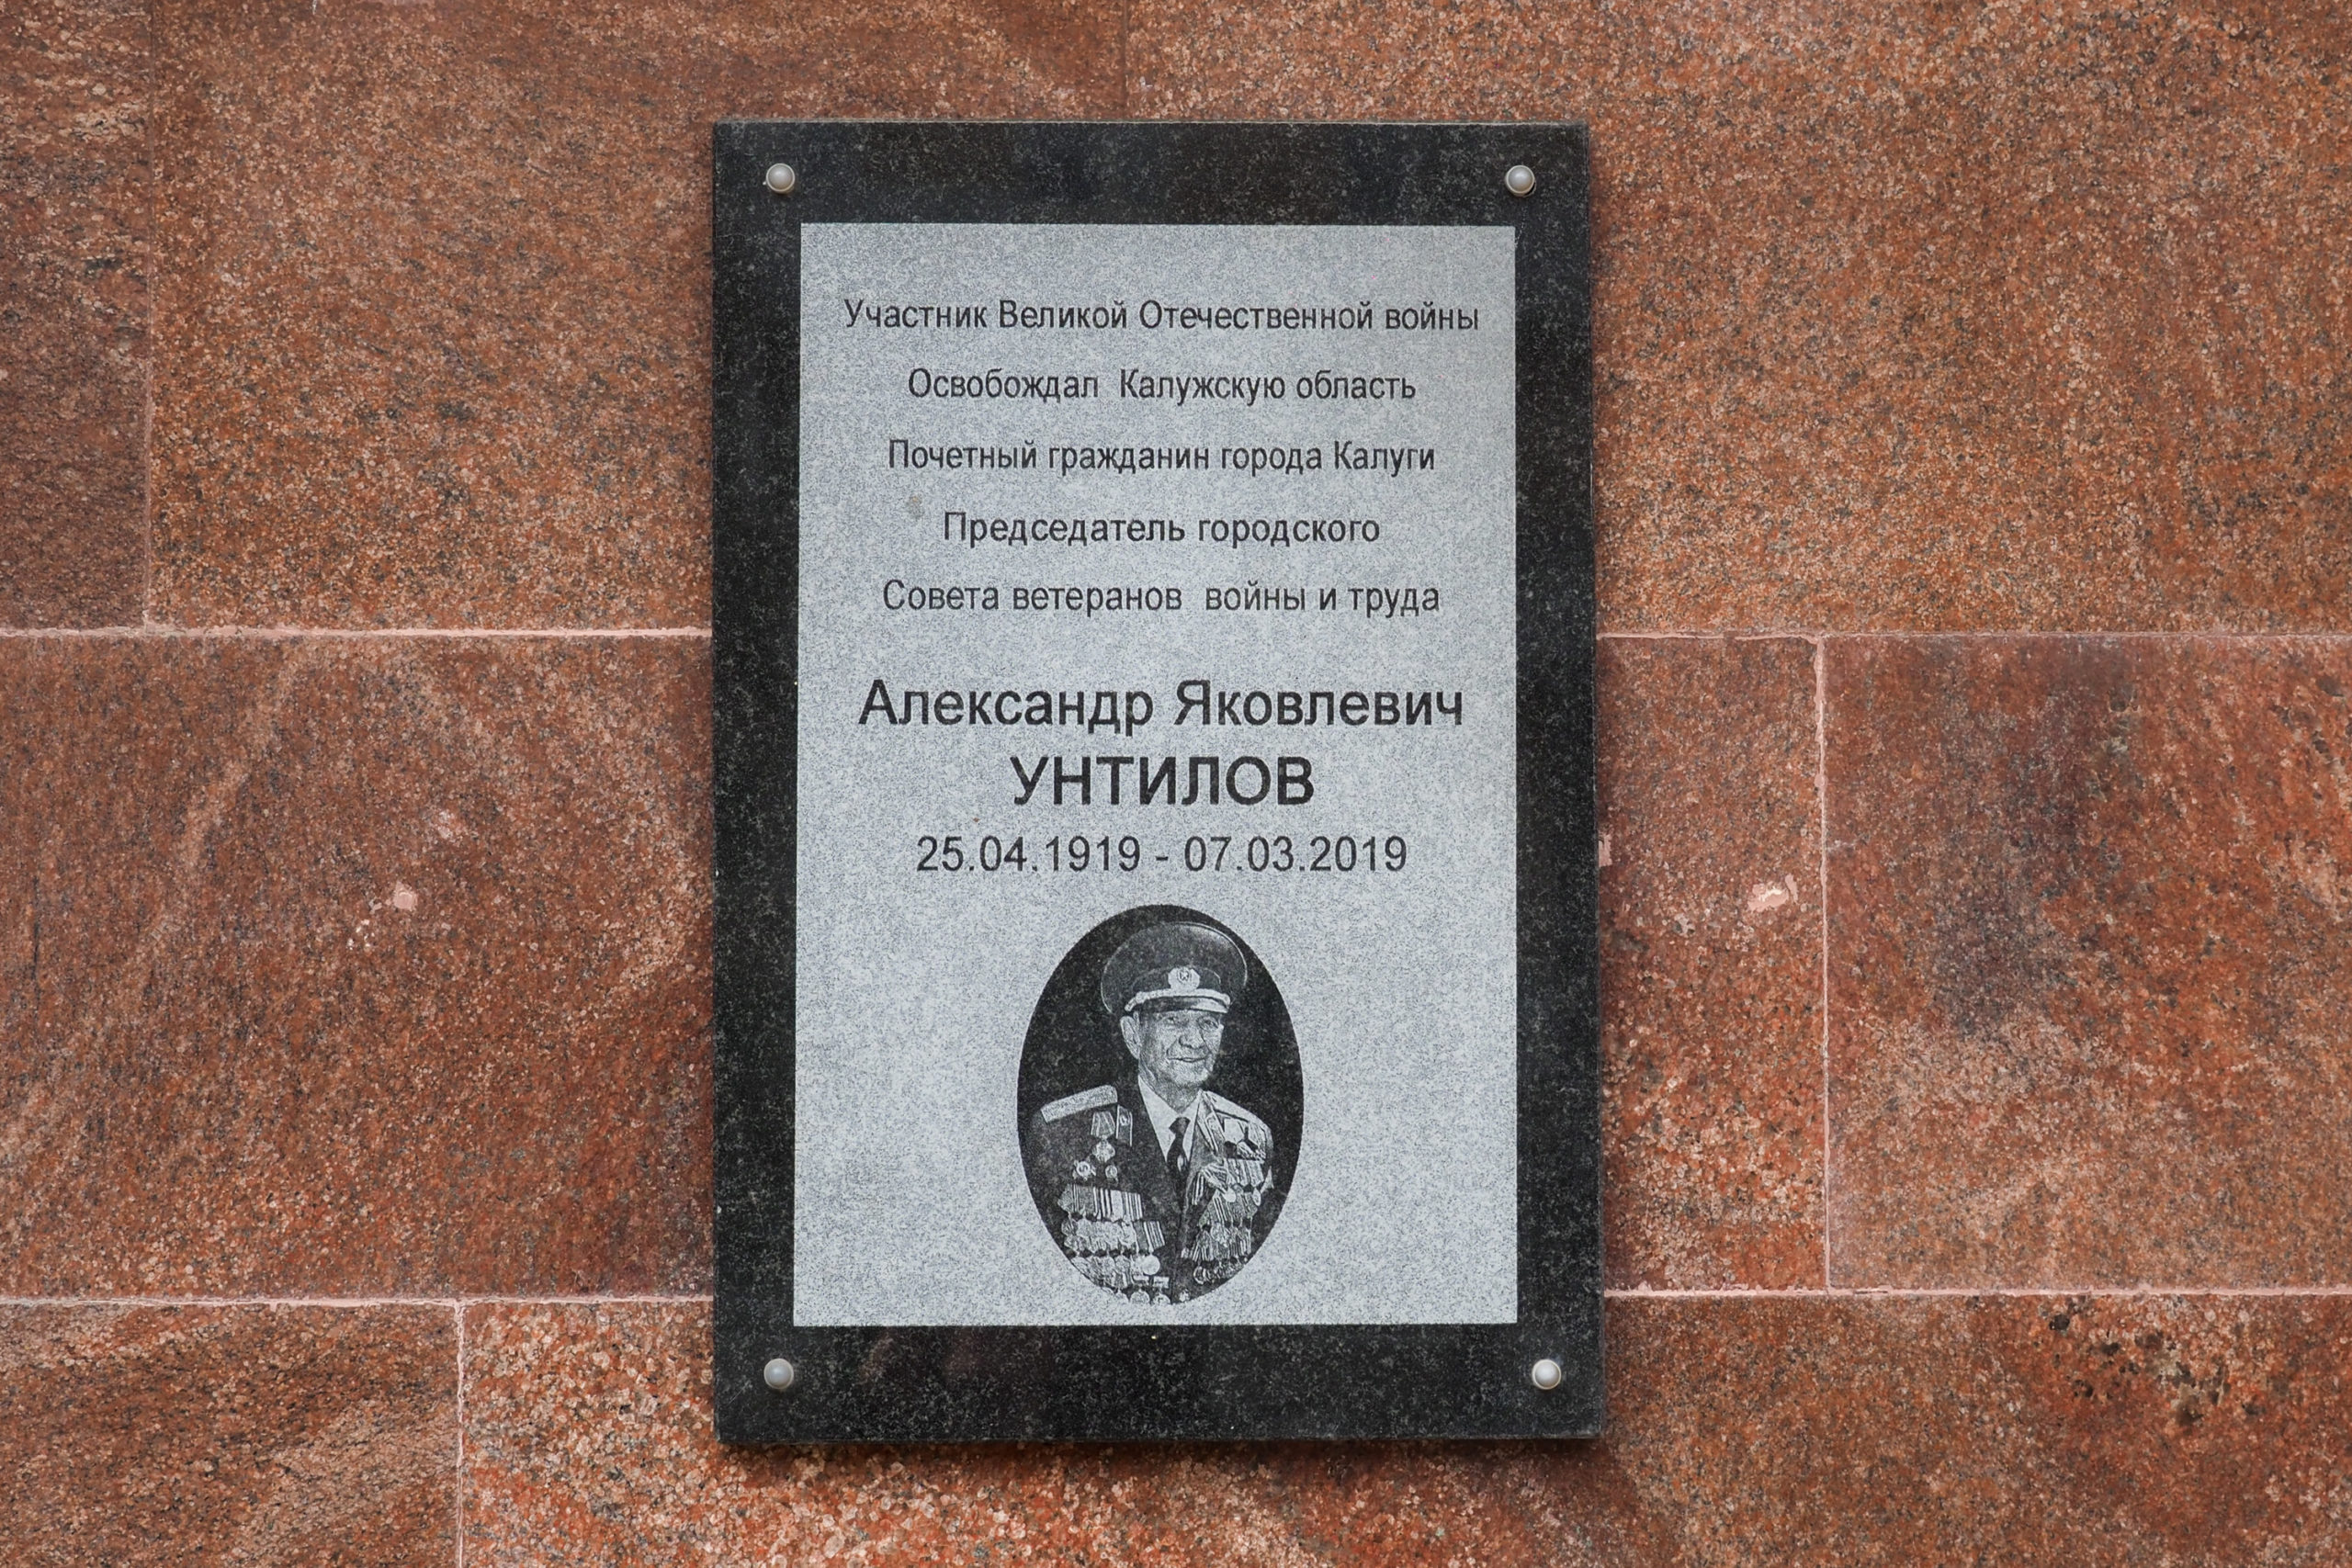 Участник Великой Отечественной войны
Освобождал Калужскую область
Почетный гражданин города Калуги
Председатель городского
Совета ветеранов войны и труда
Александр Яковлевич
УНТИЛОВ
25.04.1919 - 07.03.2019